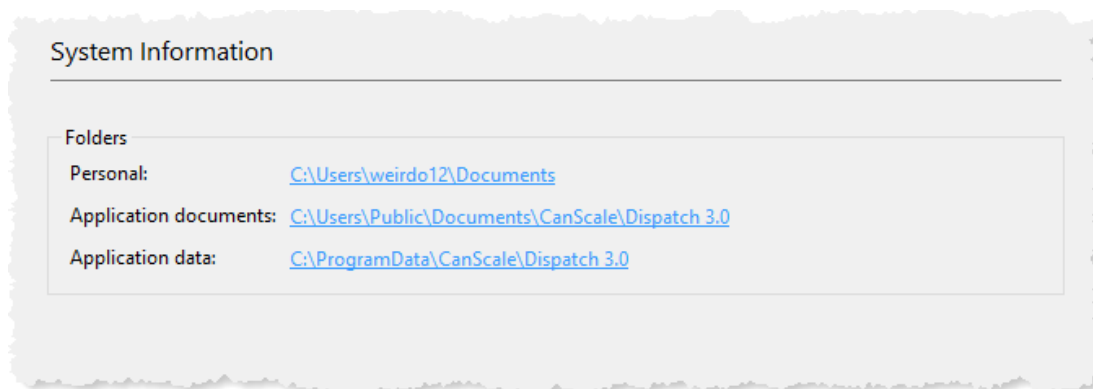 System Information
Folders
Personal: C:\Users\weirdo12\Documents
Application documents: C:\Users\Public\Documents\CanScale\Dispatch 3.0
Application data: C:\ProgramData\CanScale\Dispatch 3.0